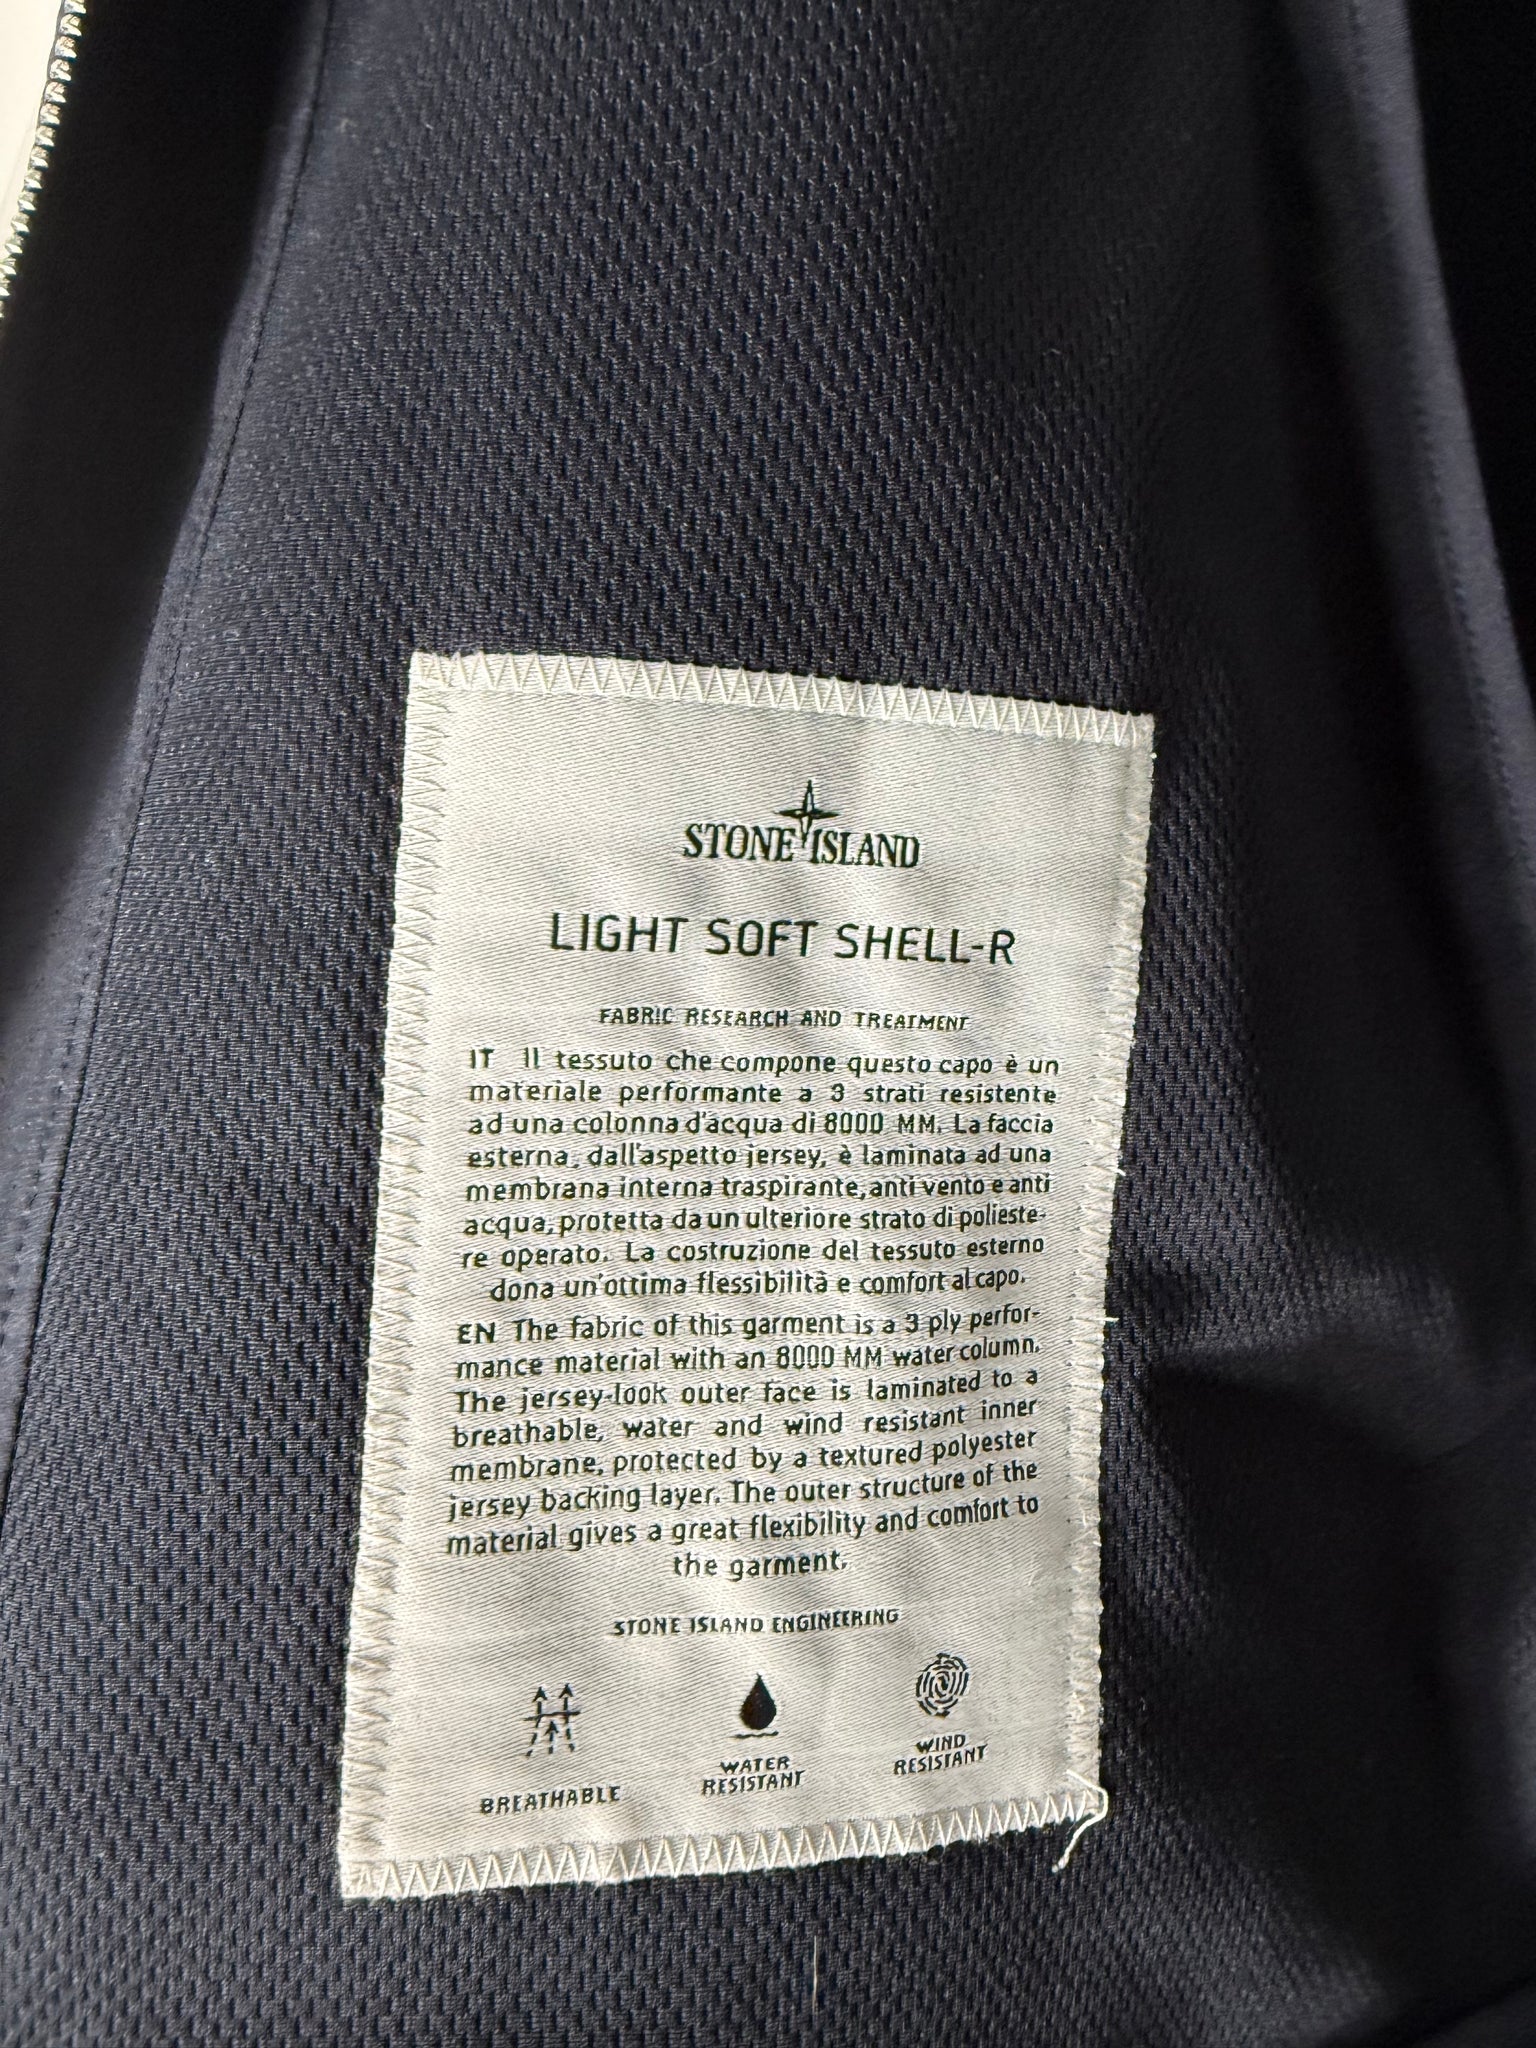 STONE ISLAND
LIGHT SOFT SHELL-R
FABRIC RESEARCH AND TREATMENT
IT Il tessuto che compone questo capo è un
materiale performante a 3 strati resistente
ad una colonna d'acqua di 8000 MM. La faccia
esterna, dall'aspetto jersey, è laminata ad una
membrana interna traspirante, anti vento e anti
acqua, protetta da un ulteriore strato di polieste-
re operato. La costruzione del tessuto esterno
dona un'ottima flessibilità e comfort al capo.
EN The fabric of this garment is a 3 ply perfor-
mance material with an 8000 MM water column.
The jersey-look outer face is laminated to a
breathable, water and wind resistant inner
membrane, protected by a textured polyester
jersey backing layer. The outer structure of the
material gives a great flexibility and comfort to
the garment.
STONE ISLAND ENGINEERING
BREATHABLE
WATER
RESISTANT
WIND
RESISTANT